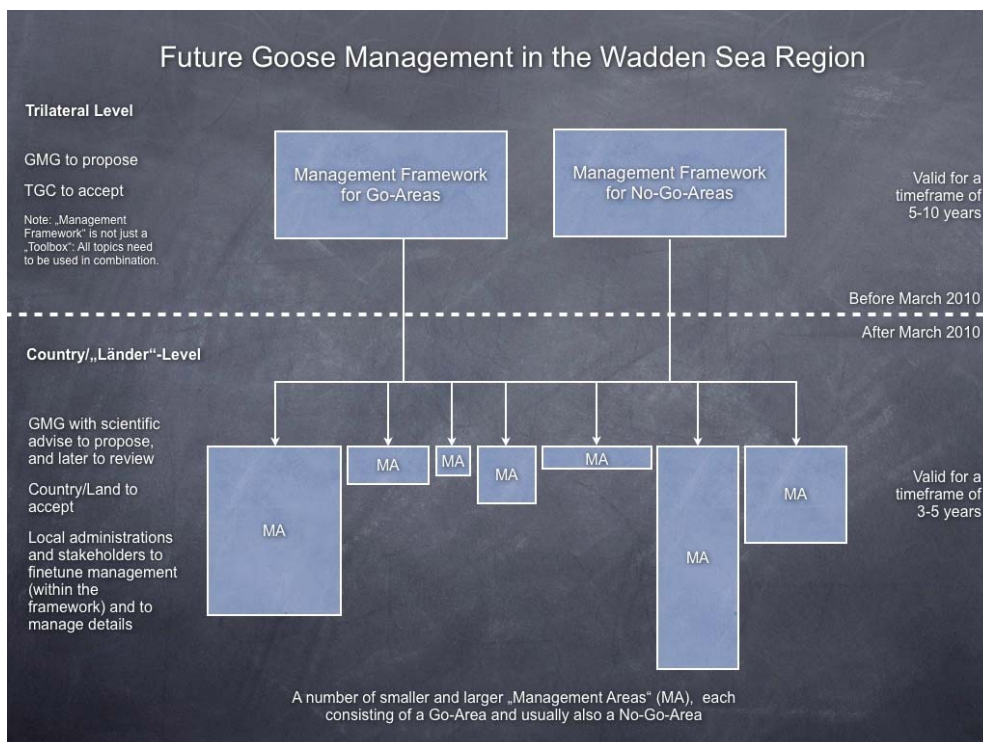 Future Goose Management in the Wadden Sea Region
Trilateral Level
GMG to propose
TGC to accept
Note: „Management
Framework“ is not just a
„Toolbox“: All topics need
to be used in combination.
Management Framework
for Go-Areas
Management Framework
for No-Go-Areas
Valid for a
timeframe of
5-10 years
Before March 2010
After March 2010
Country/„Länder“-Level
GMG with scientific
advise to propose,
and later to review
Country/Land to
accept
Local administrations
and stakeholders to
finetune management
(within the
framework) and to
manage details
MA
MA
MA
MA
MA
MA
MA
Valid for a
timeframe of
3-5 years
A number of smaller and larger „Management Areas“ (MA), each
consisting of a Go-Area and usually also a No-Go-Area